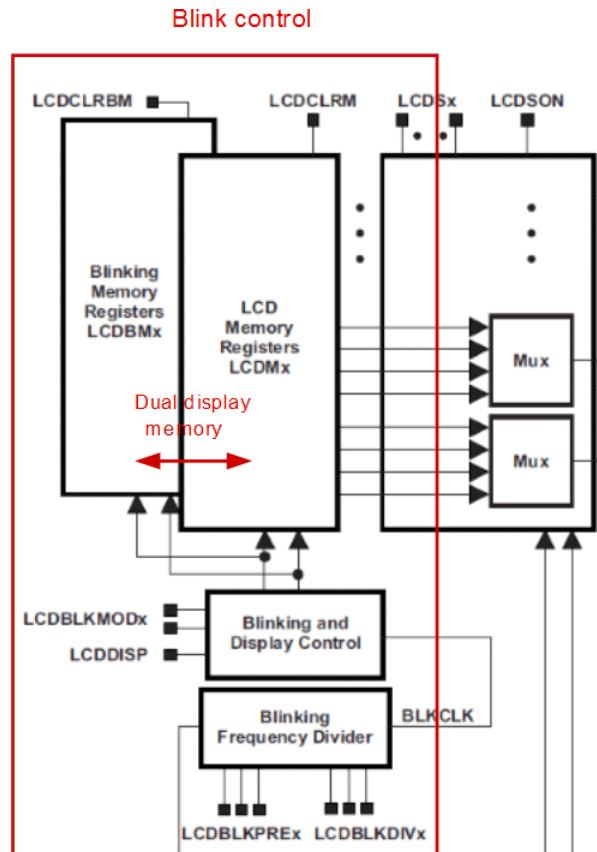 Blink control
LCDCLRBM
LCDCLRM
LCDSx
LCDSON
Blinking
Memory
Registers
LCDBMx
LCD
Memory
Registers
LCDMx
Mux
Dual display
memory
Mux
LCDBLKMODx
LCDDISP
Blinking and
Display Control
Blinking
Frequency Divider
BLKCLK
LCDBLKPREx
LCDBLKDIVx